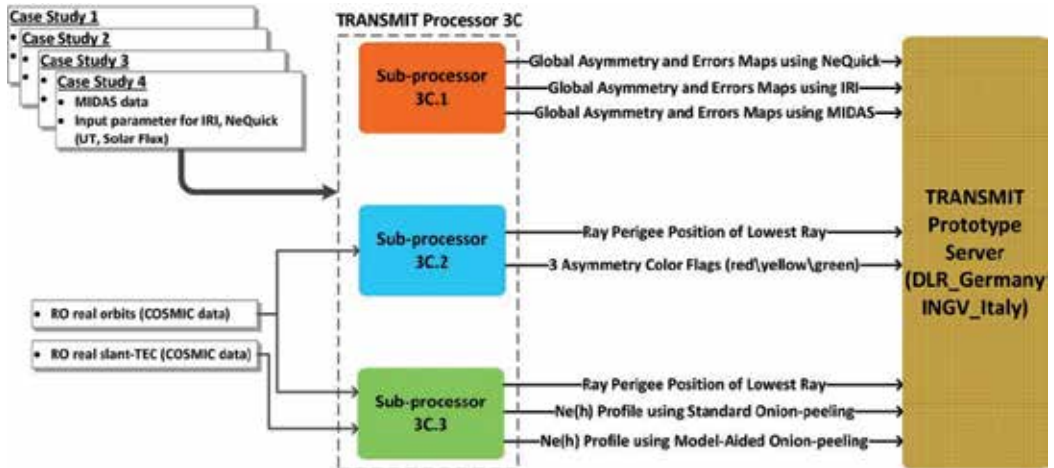 Case Study 1
Case Study 2
Case Study 3
Case Study 4
• MIDAS data
• Input parameter for IRI, NeQuick
(UT, Solar Flux)
• RO real orbits (COSMIC data)
• RO real slant-TEC (COSMIC data)
TRANSMIT Processor 3C
Sub-processor
3C.1
Sub-processor
3C.2
Sub-processor
3C.3
Global Asymmetry and Errors Maps using NeQuick
Global Asymmetry and Errors Maps using IRI
Global Asymmetry and Errors Maps using MIDAS
Ray Perigee Position of Lowest Ray
3 Asymmetry Color Flags (red\yellow\green)
Ray Perigee Position of Lowest Ray
Ne(h) Profile using Standard Onion-peeling
Ne(h) Profile using Model-Aided Onion-peeling
TRANSMIT
Prototype
Server
(DLR_Germany
INGV_Italy)